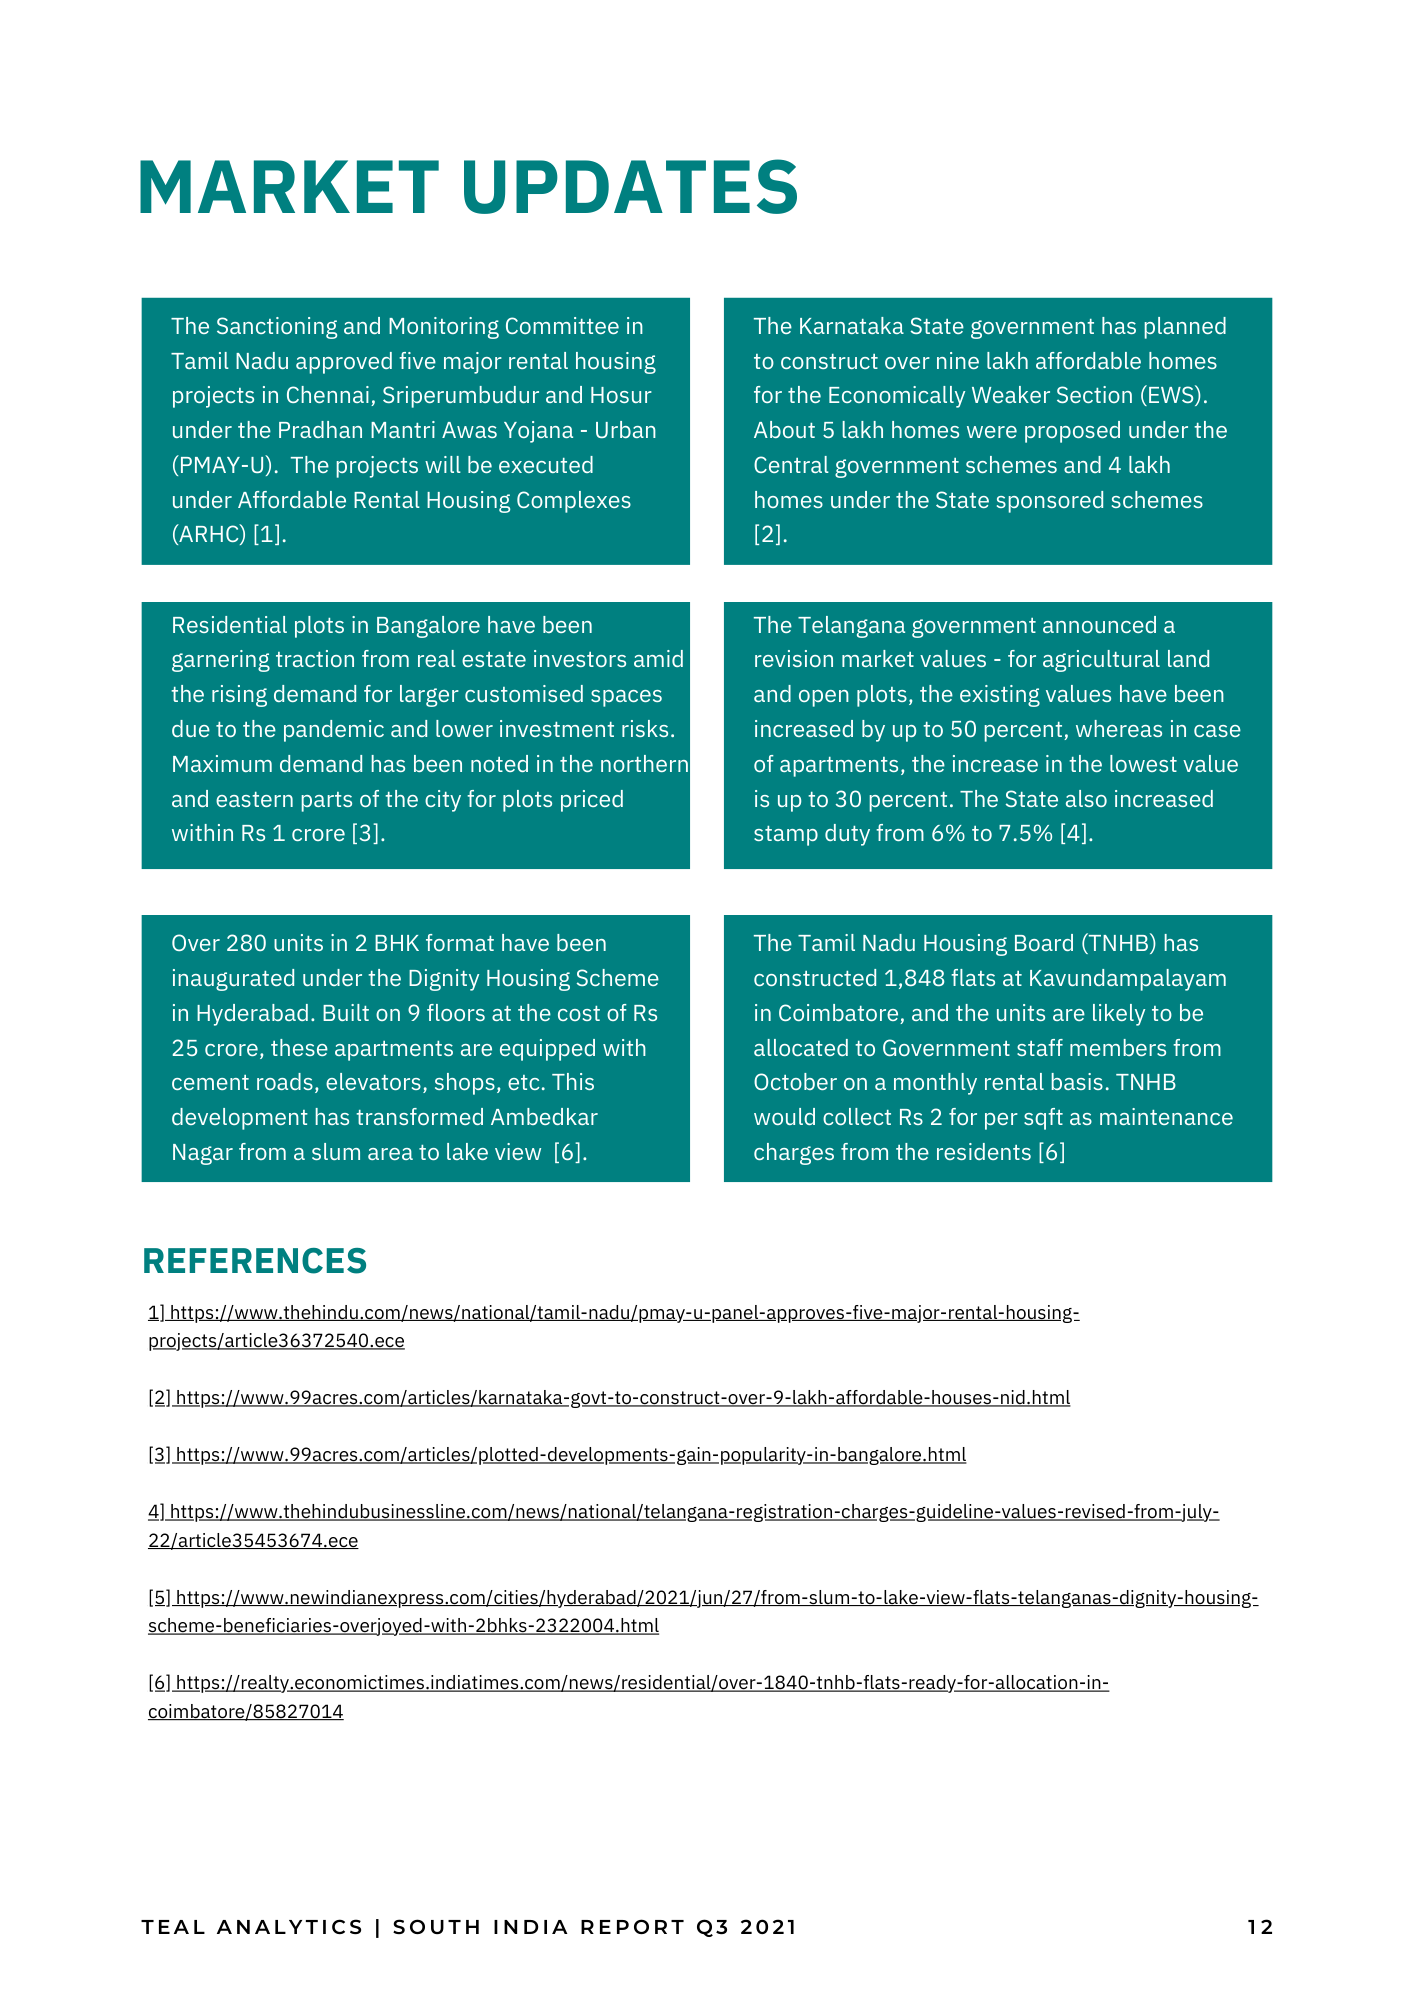 MARKET UPDATES
The Sanctioning and Monitoring Committee in
Tamil Nadu approved five major rental housing
projects in Chennai, Sriperumbudur and Hosur
under the Pradhan Mantri Awas Yojana - Urban
(PMAY-U).  The projects will be executed
under Affordable Rental Housing Complexes
(ARHC) [1].
The Karnataka State government has planned
to construct over nine lakh affordable homes
for the Economically Weaker Section (EWS).
About 5 lakh homes were proposed under the
Central government schemes and 4 lakh
homes under the State sponsored schemes
[2].
Residential plots in Bangalore have been
garnering traction from real estate investors amid
the rising demand for larger customised spaces
due to the pandemic and lower investment risks.
Maximum demand has been noted in the northern
and eastern parts of the city for plots priced
within Rs 1 crore [3].
The Telangana government announced a
revision market values - for agricultural land
and open plots, the existing values have been
increased by up to 50 percent, whereas in case
of apartments, the increase in the lowest value
is up to 30 percent. The State also increased
stamp duty from 6% to 7.5% [4].
Over 280 units in 2 BHK format have been
inaugurated under the Dignity Housing Scheme
in Hyderabad. Built on 9 floors at the cost of Rs
25 crore, these apartments are equipped with
cement roads, elevators, shops, etc. This
development has transformed Ambedkar
Nagar from a slum area to lake view  [6].
The Tamil Nadu Housing Board (TNHB) has
constructed 1,848 flats at Kavundampalayam
in Coimbatore, and the units are likely to be
allocated to Government staff members from
October on a monthly rental basis. TNHB
would collect Rs 2 for per sqft as maintenance
charges from the residents [6]
REFERENCES
1] https://www.thehindu.com/news/national/tamil-nadu/pmay-u-panel-approves-five-major-rental-housing-
projects/article36372540.ece
[2] https://www.99acres.com/articles/karnataka-govt-to-construct-over-9-lakh-affordable-houses-nid.html
[3] https://www.99acres.com/articles/plotted-developments-gain-popularity-in-bangalore.html
4] https://www.thehindubusinessline.com/news/national/telangana-registration-charges-guideline-values-revised-from-july-
22/article35453674.ece
[5] https://www.newindianexpress.com/cities/hyderabad/2021/jun/27/from-slum-to-lake-view-flats-telanganas-dignity-housing-
scheme-beneficiaries-overjoyed-with-2bhks-2322004.html
[6] https://realty.economictimes.indiatimes.com/news/residential/over-1840-tnhb-flats-ready-for-allocation-in-
coimbatore/85827014
TEAL ANALYTICS | SOUTH INDIA REPORT Q3 2021 12